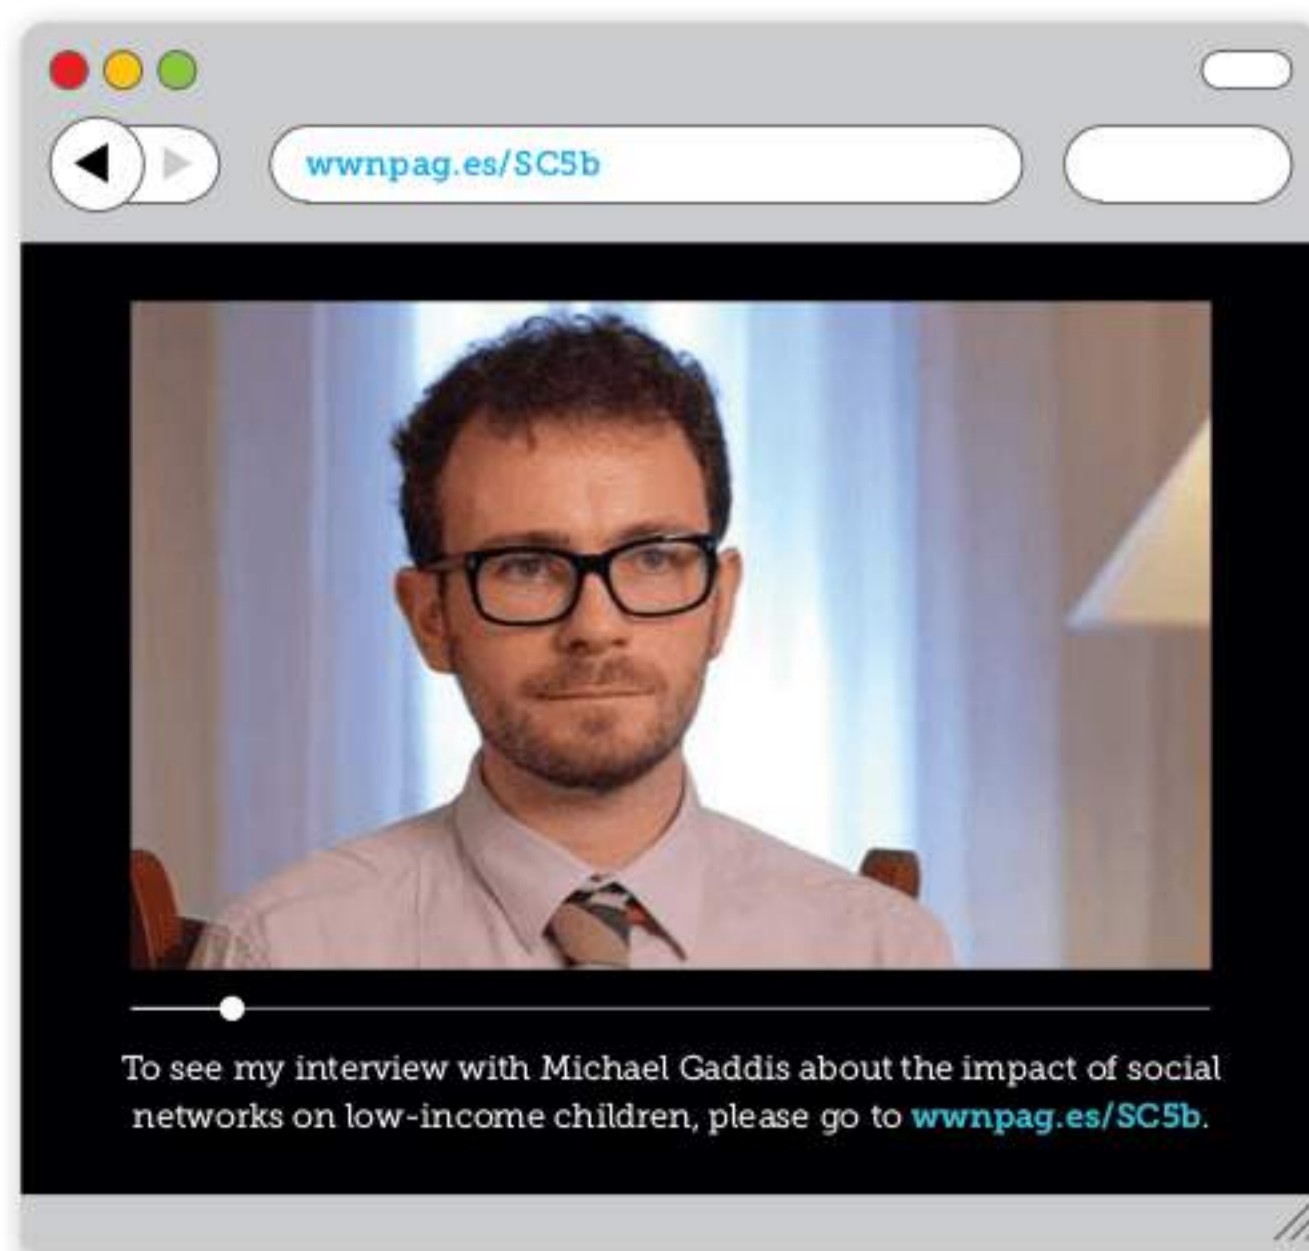 wwnpag.es/SC5b
To see my interview with Michael Gaddis about the impact of social
networks on low-income children, please go to wwnpag.es/SC5b.